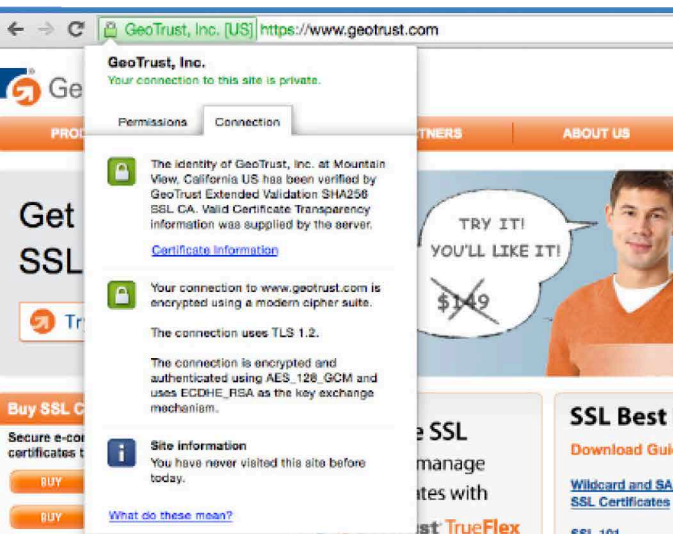 GeoTrust, Inc. [US] https://www.geotrust.com
GeoTrust, Inc.
Your connection to this site is private.
Permissions Connection
The identity of GeoTrust, Inc. at Mountain
View, California US has been verified by
GeoTrust Extended Validation SHA256
SSL CA. Valid Certificate Transparency
information was supplied by the server.
Certificate Information
Your connection to www.geotrust.com is
encrypted using a modern cipher suite.
The connection uses TLS 1.2.
The connection is encrypted and
authenticated using AES_128_GCM and
uses ECDHE_RSA as the key exchange
mechanism.
Site information
You have never visited this site before
today.
What do these mean?
Ge
ABOUT US
Get
SSL
TRY IT!
YOU'LL LIKE IT!
$149
Buy SSL C
Secure e-co
certificates t
BUY
BUY
SSL
manage
with
TrueFlex
SSL Best
Download Gui
Wildcard and SA
SSL Certificates
SSL 101